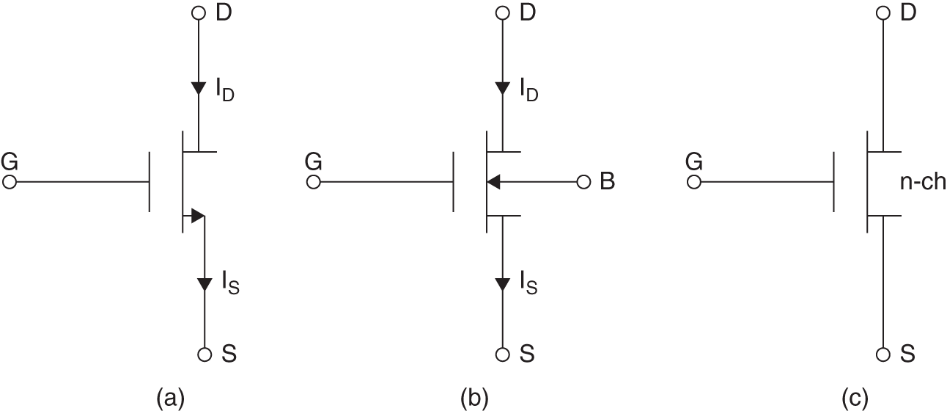 D D D
I_D I_D
G G G
B n-ch
I_S I_S
S S S
(a) (b) (c)